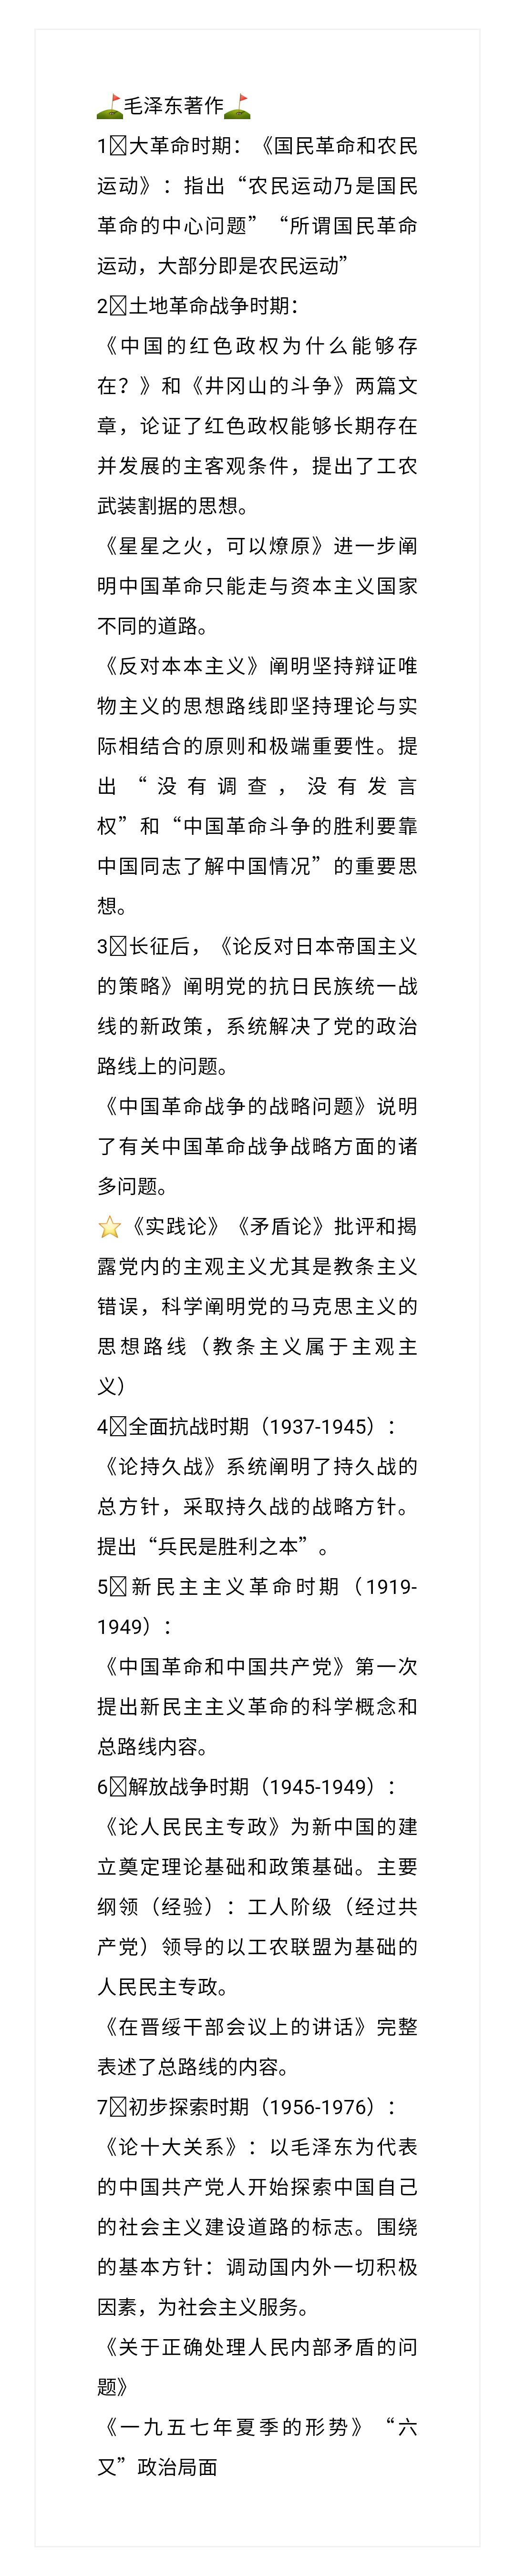 ⛳毛泽东著作⛳
1大革命时期：《国民革命和农民
运动》：指出“农民运动乃是国民
革命的中心问题”“所谓国民革命
运动，大部分即是农民运动”
2土地革命战争时期：
《中国的红色政权为什么能够存
在？》和《井冈山的斗争》两篇文
章，论证了红色政权能够长期存在
并发展的主客观条件，提出了工农
武装割据的思想。
《星星之火，可以燎原》进一步阐
明中国革命只能走与资本主义国家
不同的道路。
《反对本本主义》阐明坚持辩证唯
物主义的思想路线即坚持理论与实
际相结合的原则和极端重要性。提
出“没有调查，没有发言
权”和“中国革命斗争的胜利要靠
中国同志了解中国情况”的重要思
想。
3长征后，《论反对日本帝国主义
的策略》阐明党的抗日民族统一战
线的新政策，系统解决了党的政治
路线上的问题。
《中国革命战争的战略问题》说明
了有关中国革命战争战略方面的诸
多问题。
⭐《实践论》《矛盾论》批评和揭
露党内的主观主义尤其是教条主义
错误，科学阐明党的马克思主义的
思想路线（教条主义属于主观主
义）
4全面抗战时期（1937-1945）：
《论持久战》系统阐明了持久战的
总方针，采取持久战的战略方针。
提出“兵民是胜利之本”。
5新民主主义革命时期（1919-
1949）：
《中国革命和中国共产党》第一次
提出新民主主义革命的科学概念和
总路线内容。
6解放战争时期（1945-1949）：
《论人民民主专政》为新中国的建
立奠定理论基础和政策基础。主要
纲领（经验）：工人阶级（经过共
产党）领导的以工农联盟为基础的
人民民主专政。
《在晋绥干部会议上的讲话》完整
表述了总路线的内容。
7初步探索时期（1956-1976）：
《论十大关系》：以毛泽东为代表
的中国共产党人开始探索中国自己
的社会主义建设道路的标志。围绕
的基本方针：调动国内外一切积极
因素，为社会主义服务。
《关于正确处理人民内部矛盾的问
题》
《一九五七年夏季的形势》“六
又”政治局面